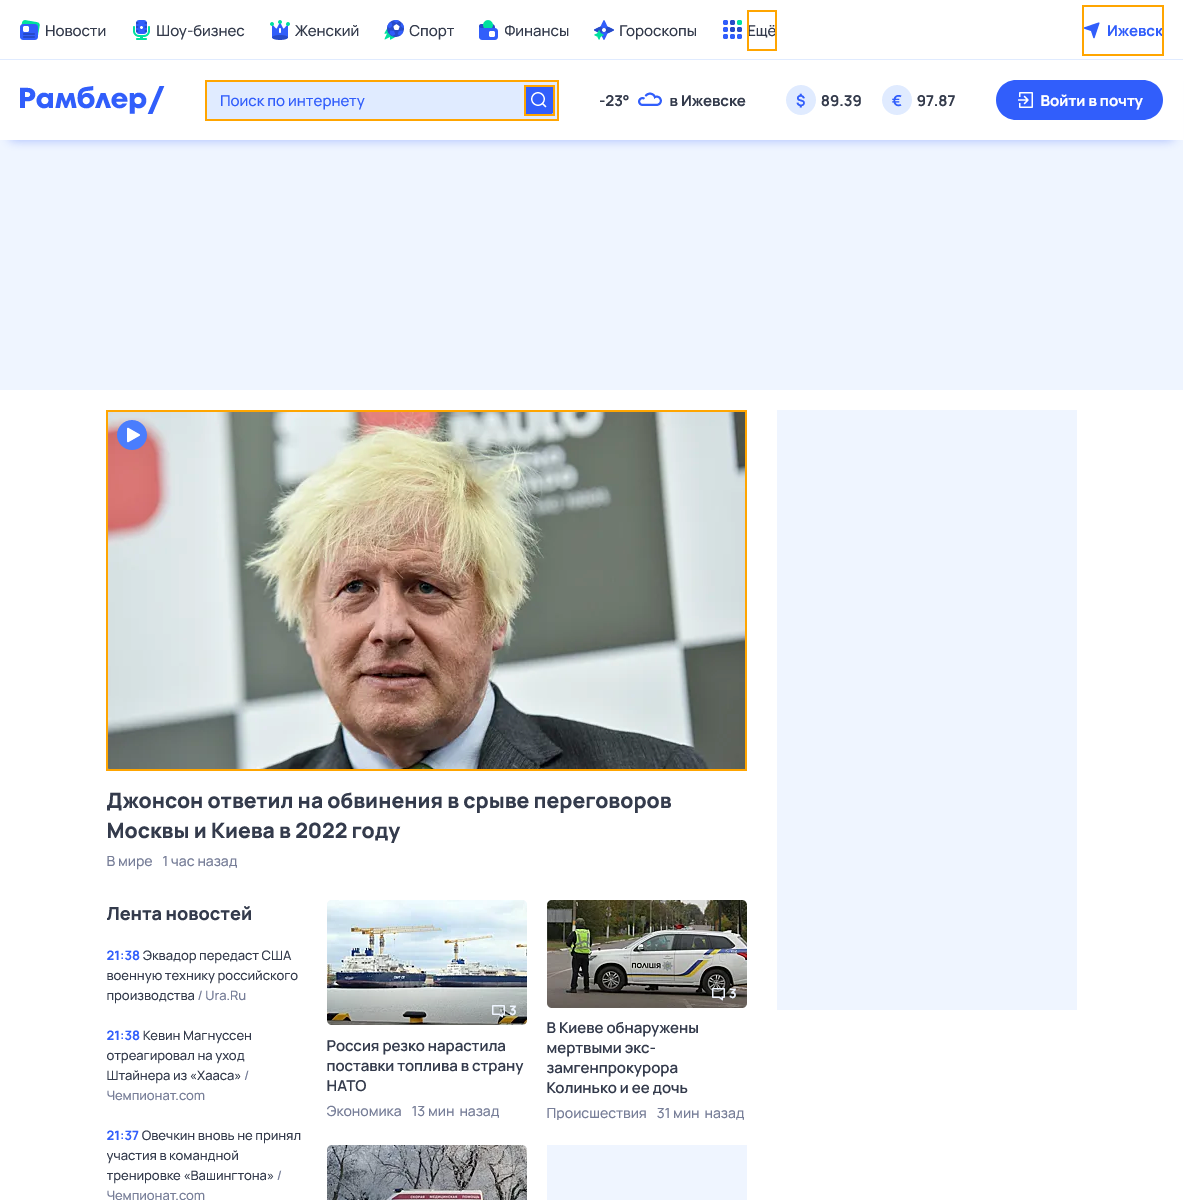 Новости Шоу-бизнес Женский Спорт Финансы Гороскопы Ещё Ижевск
Рамблер/ Поиск по интернету -23° в Ижевске $ 89.39 € 97.87 Войти в почту
PAULO
Джонсон ответил на обвинения в срыве переговоров
Москвы и Киева в 2022 году
В мире 1 час назад
Лента новостей
21:38 Эквадор передаст США
военную технику российского
производства / Ura.Ru
21:38 Кевин Магнуссен
отреагировал на уход
Штайнера из «Хааса» /
Чемпионат.com
21:37 Овечкин вновь не принял
участия в командной
тренировке «Вашингтона» /
Чемпионат.com
3
Россия резко нарастила
поставки топлива в страну
НАТО
Экономика 13 мин назад
ПОЛІЦІЯ
3
В Киеве обнаружены
мертвыми экс-
замгенпрокурора
Колинько и ее дочь
Происшествия 31 мин назад
СКОРАЯ МЕДИЦИНСКАЯ ПОМОЩЬ